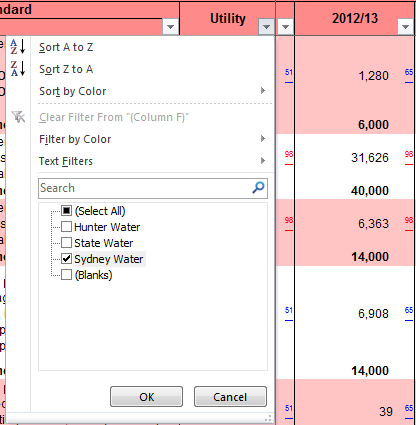 ndard
Utility
2012/13
Sort A to Z
Sort Z to A
Sort by Color
Clear Filter From "(Column F)"
Filter by Color
Text Filters
Search
(Select All)
Hunter Water
State Water
Sydney Water
(Blanks)
OK
Cancel
51 1,280 65
6,000
98 31,626 98
40,000
98 6,363 98
14,000
51 6,908 65
14,000
51 39 65